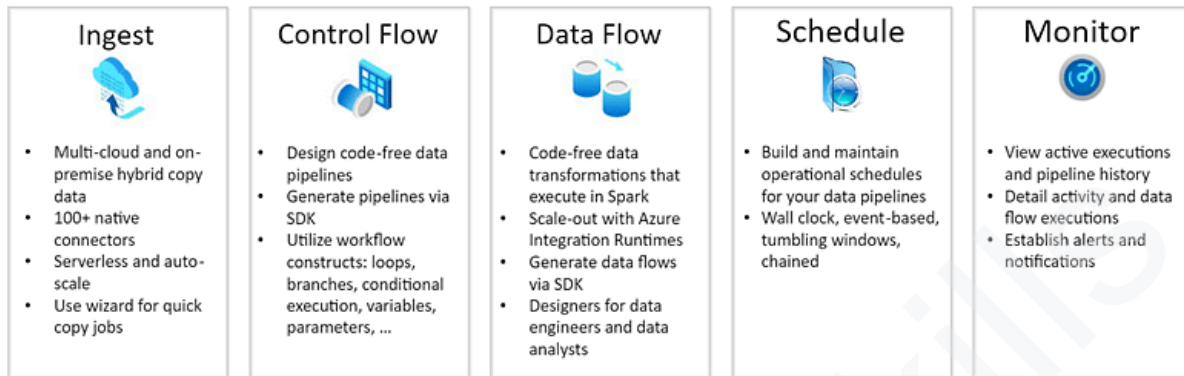 Ingest
• Multi-cloud and on-
premise hybrid copy
data
• 100+ native
connectors
• Serverless and auto-
scale
• Use wizard for quick
copy jobs
Control Flow
• Design code-free data
pipelines
• Generate pipelines via
SDK
• Utilize workflow
constructs: loops,
branches, conditional
execution, variables,
parameters, ...
Data Flow
• Code-free data
transformations that
execute in Spark
• Scale-out with Azure
Integration Runtimes
• Generate data flows
via SDK
• Designers for data
engineers and data
analysts
Schedule
• Build and maintain
operational schedules
for your data pipelines
• Wall clock, event-based,
tumbling windows,
chained
Monitor
• View active executions
and pipeline history
• Detail activity and data
flow executions
• Establish alerts and
notifications